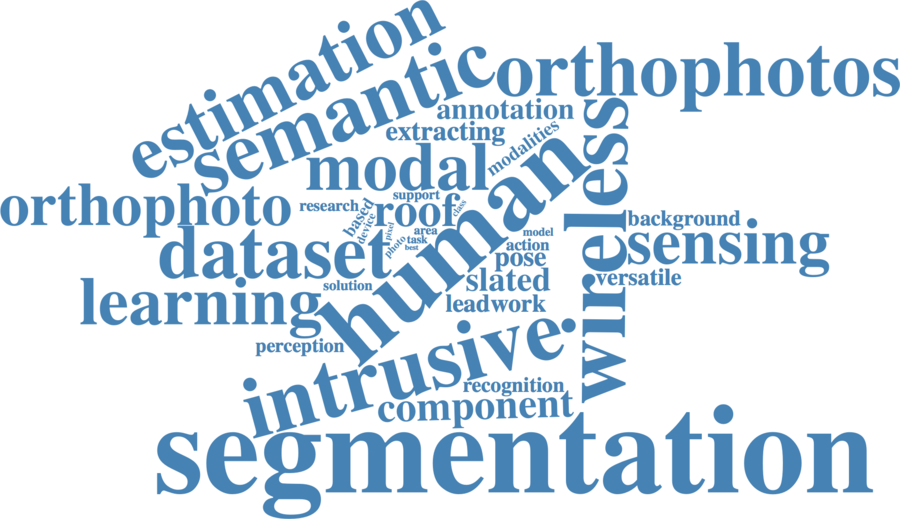 estimation
semantic
orthophotos
annotation
extracting
modalities
modal
human
wireless
orthophoto
research
support
based
roof
class
device
pixel
area
photo
task
best
model
background
dataset
action
sensing
pose
solution
slated
versatile
learning
leadwork
perception
intrusive
recognition
component
segmentation